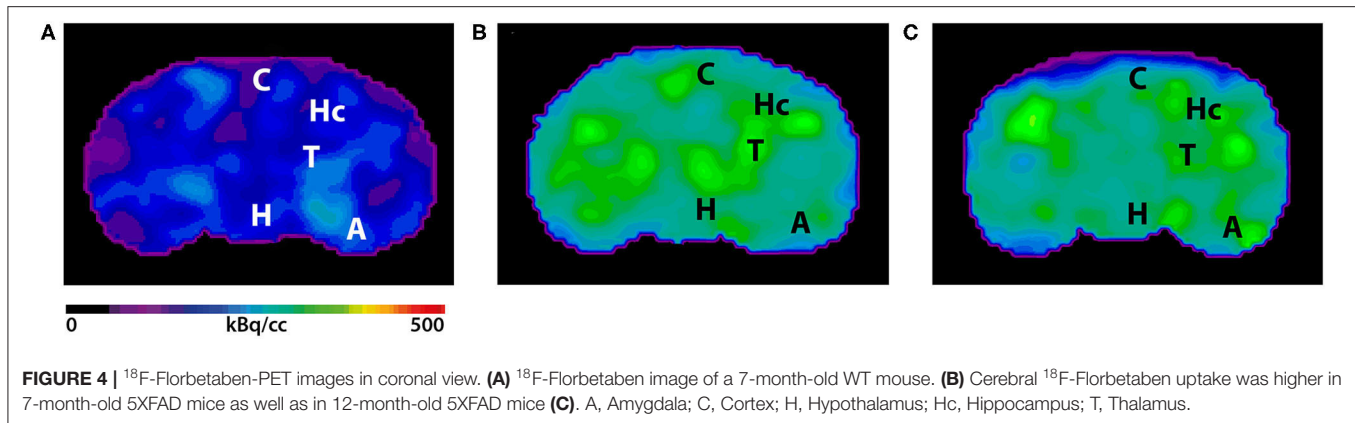 A
C
Hc
T
H
A
B
C
Hc
T
H
A
C
C
Hc
T
H
A
0 kBq/cc 500
FIGURE 4 | ¹⁸F-Florbetaben-PET images in coronal view. (A) ¹⁸F-Florbetaben image of a 7-month-old WT mouse. (B) Cerebral ¹⁸F-Florbetaben uptake was higher in
7-month-old 5XFAD mice as well as in 12-month-old 5XFAD mice (C). A, Amygdala; C, Cortex; H, Hypothalamus; Hc, Hippocampus; T, Thalamus.